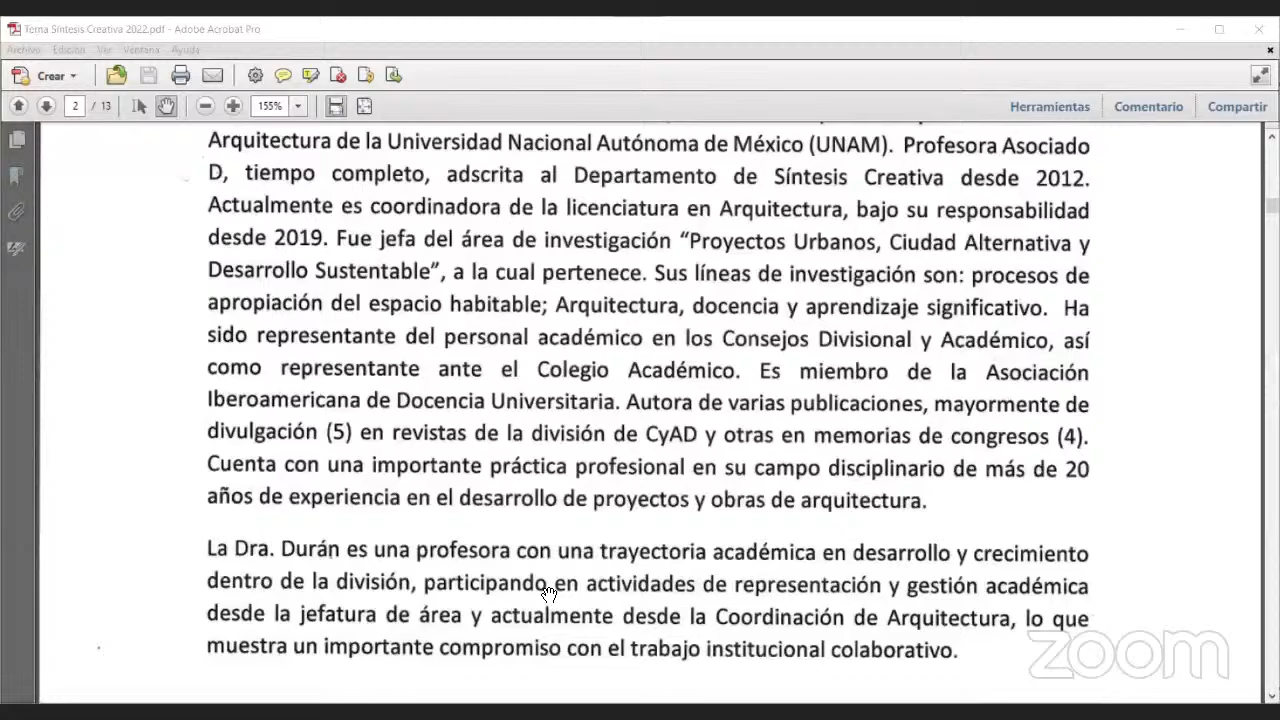 Terna Síntesis Creativa 2022.pdf - Adobe Acrobat Pro
Archivo Edición Ver Ventana Ayuda
Crear
2 / 13 155% Herramientas Comentario Compartir
Arquitectura de la Universidad Nacional Autónoma de México (UNAM). Profesora Asociado
D, tiempo completo, adscrita al Departamento de Síntesis Creativa desde 2012.
Actualmente es coordinadora de la licenciatura en Arquitectura, bajo su responsabilidad
desde 2019. Fue jefa del área de investigación “Proyectos Urbanos, Ciudad Alternativa y
Desarrollo Sustentable”, a la cual pertenece. Sus líneas de investigación son: procesos de
apropiación del espacio habitable; Arquitectura, docencia y aprendizaje significativo. Ha
sido representante del personal académico en los Consejos Divisional y Académico, así
como representante ante el Colegio Académico. Es miembro de la Asociación
Iberoamericana de Docencia Universitaria. Autora de varias publicaciones, mayormente de
divulgación (5) en revistas de la división de CyAD y otras en memorias de congresos (4).
Cuenta con una importante práctica profesional en su campo disciplinario de más de 20
años de experiencia en el desarrollo de proyectos y obras de arquitectura.
La Dra. Durán es una profesora con una trayectoria académica en desarrollo y crecimiento
dentro de la división, participando en actividades de representación y gestión académica
desde la jefatura de área y actualmente desde la Coordinación de Arquitectura, lo que
muestra un importante compromiso con el trabajo institucional colaborativo.
zoom